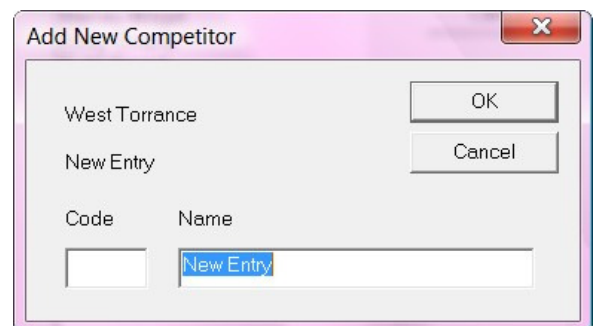 Add New Competitor
West Torrance
OK
New Entry
Cancel
Code Name
New Entry